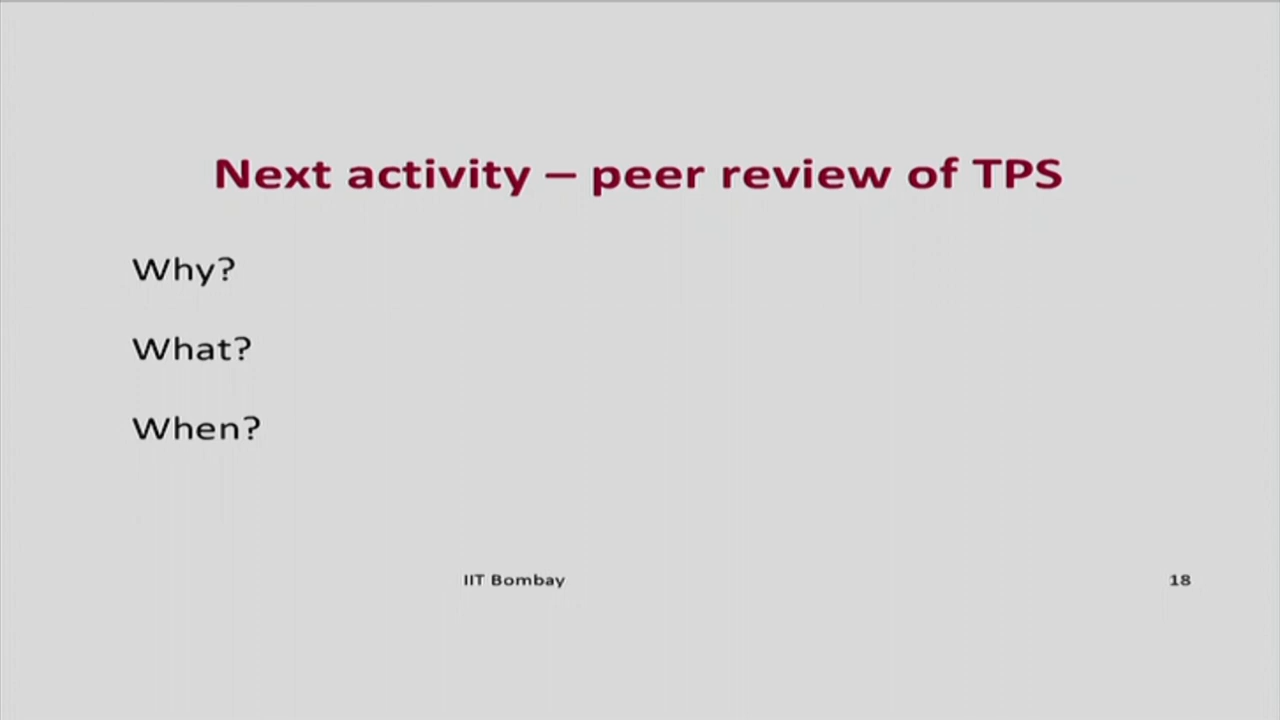 Next activity – peer review of TPS
Why?
What?
When?
IIT Bombay
18